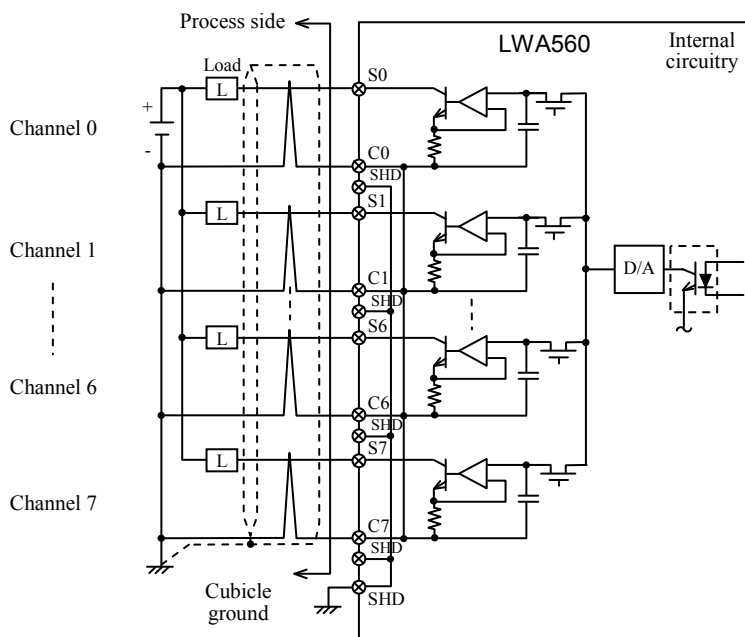 Process side
LWA560
Internal
circuitry
Load
L
S0
+
-
Channel 0
C0
SHD
L
S1
Channel 1
D/A
C1
SHD
L
S6
Channel 6
C6
SHD
L
S7
Channel 7
C7
SHD
Cubicle
ground
SHD